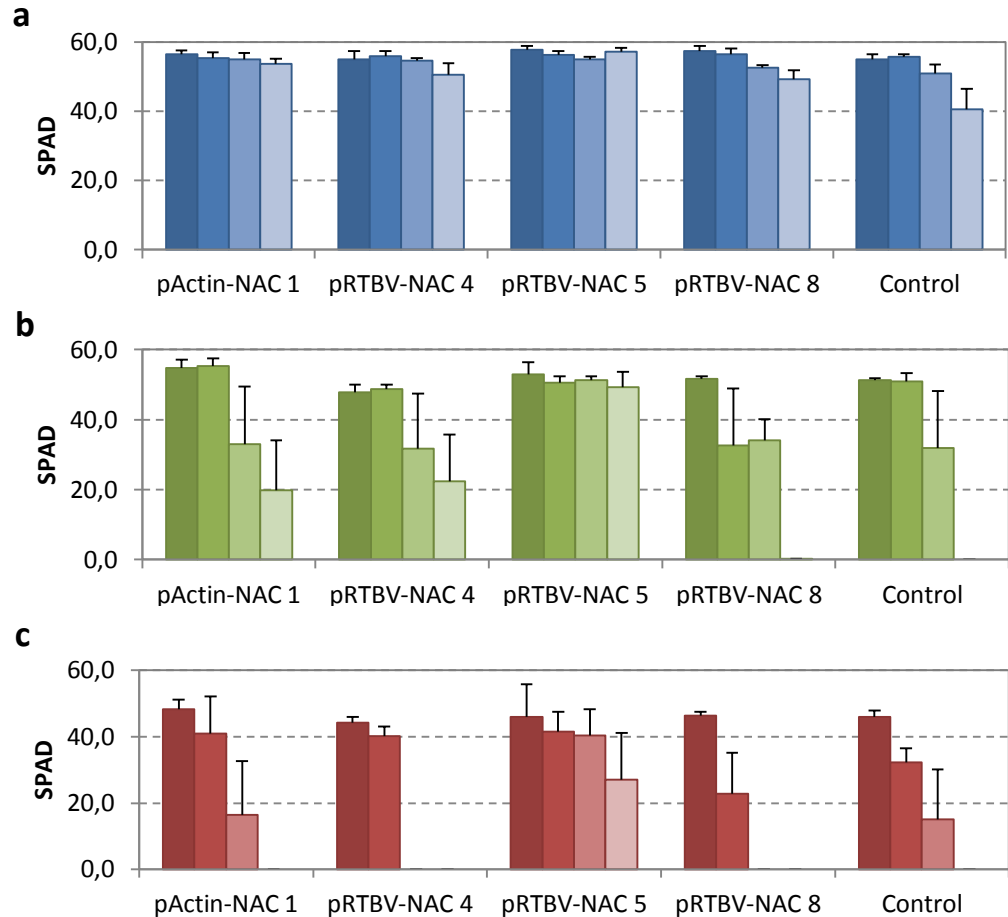 a
60,0
40,0
20,0
0,0
SPAD
pActin-NAC 1 pRTBV-NAC 4 pRTBV-NAC 5 pRTBV-NAC 8 Control
b
60,0
40,0
20,0
0,0
SPAD
pActin-NAC 1 pRTBV-NAC 4 pRTBV-NAC 5 pRTBV-NAC 8 Control
c
60,0
40,0
20,0
0,0
SPAD
pActin-NAC 1 pRTBV-NAC 4 pRTBV-NAC 5 pRTBV-NAC 8 Control